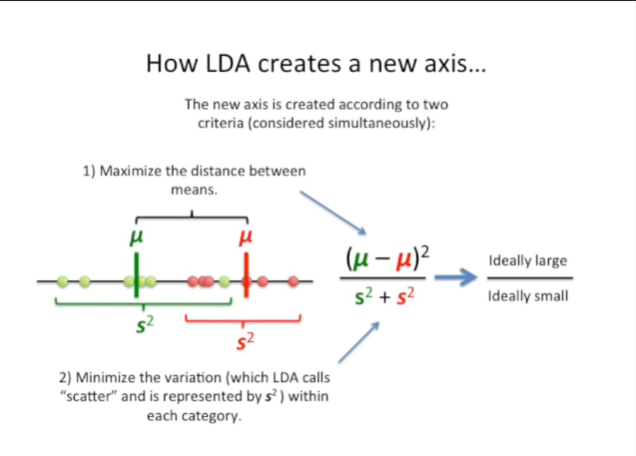 How LDA creates a new axis...
The new axis is created according to two
criteria (considered simultaneously):
1) Maximize the distance between
means.
μ μ
(μ – μ)²
s² + s²
Ideally large
Ideally small
s²
s²
2) Minimize the variation (which LDA calls
“scatter” and is represented by s² ) within
each category.